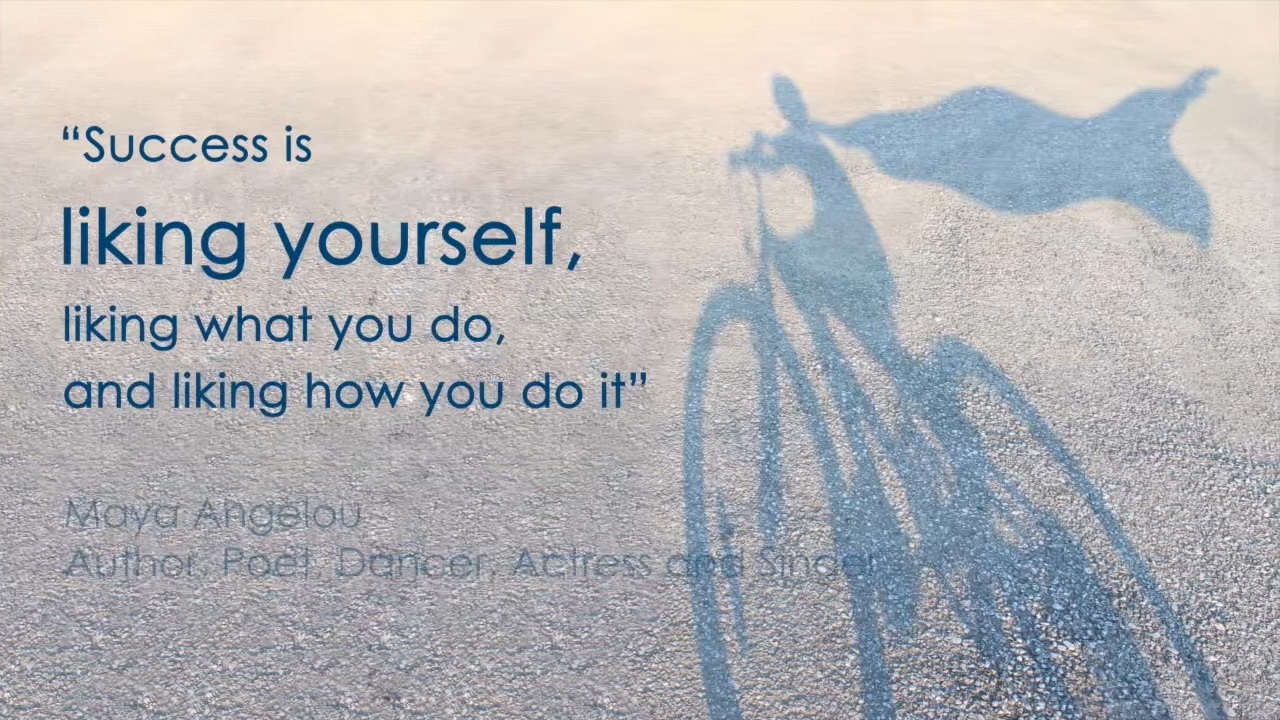 “Success is
liking yourself,
liking what you do,
and liking how you do it”
Maya Angelou
Author, Poet, Dancer, Actress and Singer